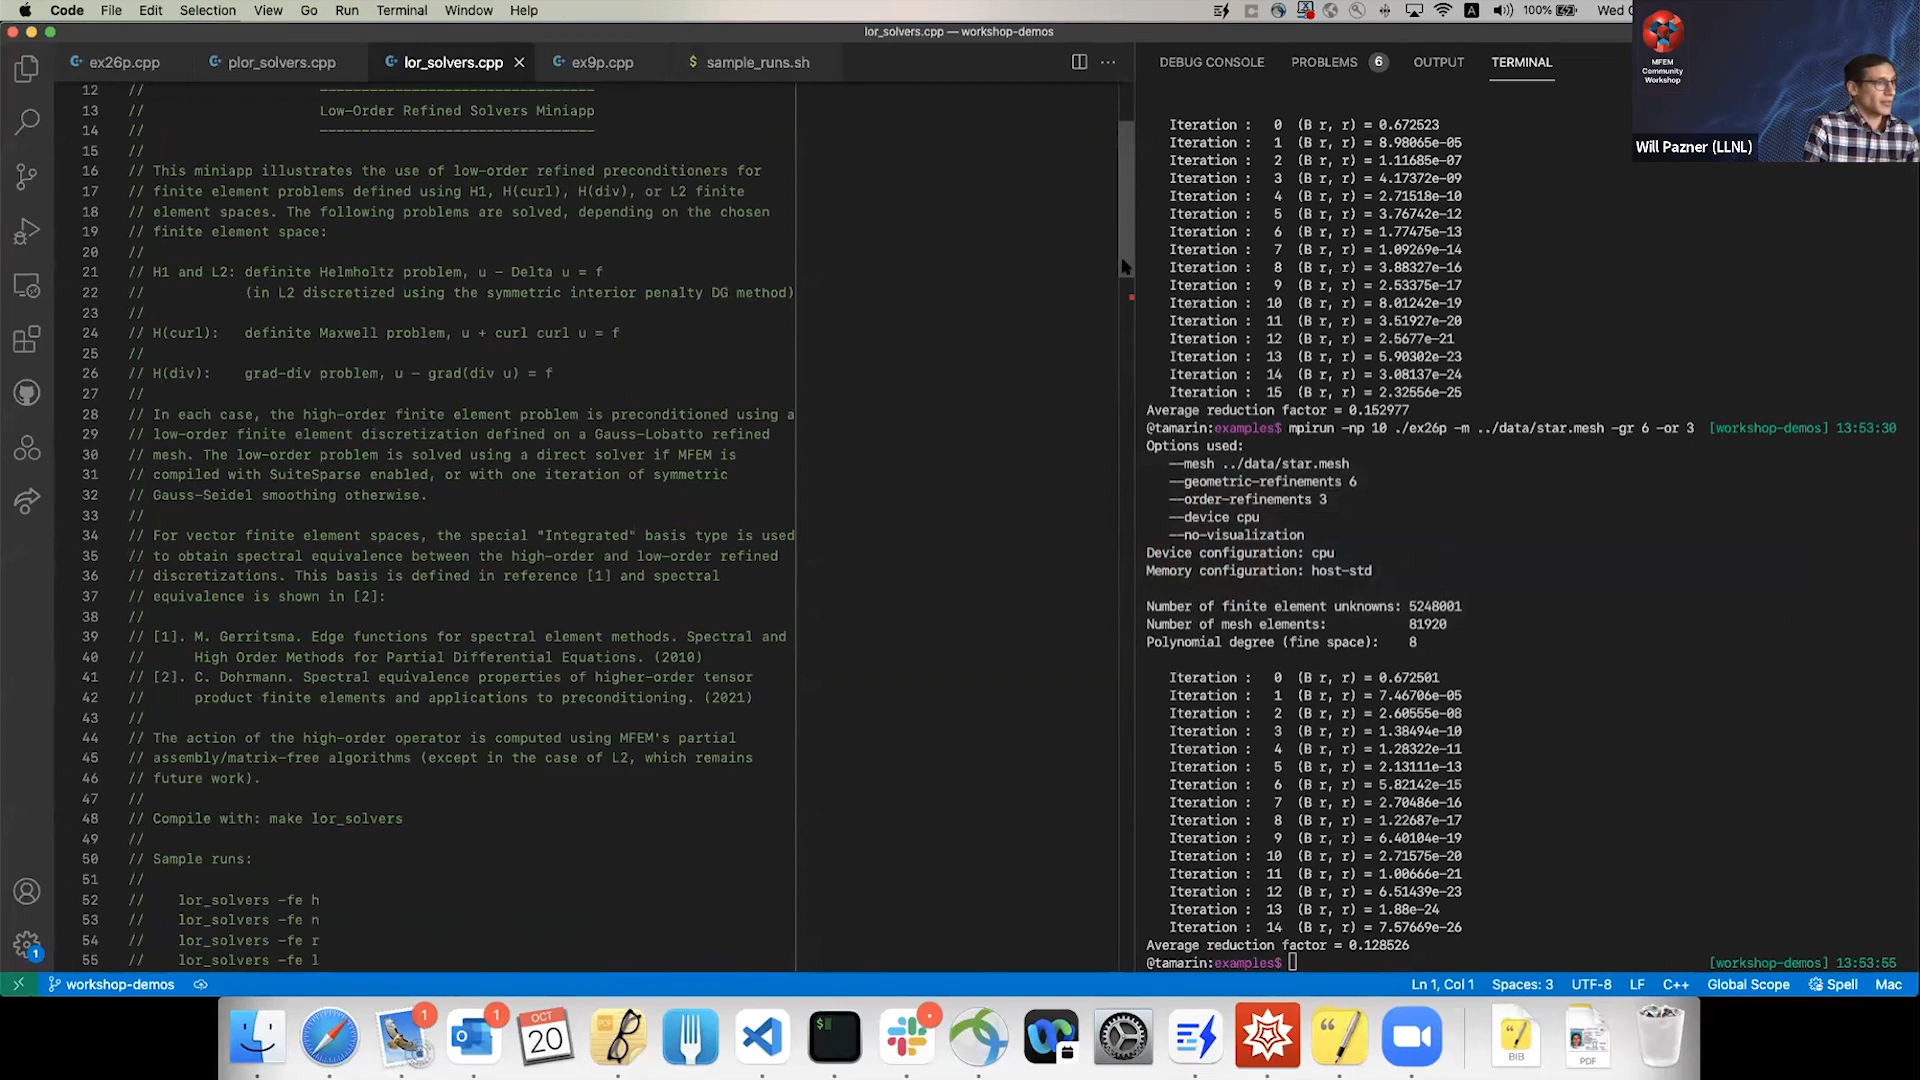 Code File Edit Selection View Go Run Terminal Window Help
A 100% Wed
lor_solvers.cpp — workshop-demos
ex26p.cpp plor_solvers.cpp lor_solvers.cpp × ex9p.cpp $ sample_runs.sh ···
DEBUG CONSOLE PROBLEMS 6 OUTPUT TERMINAL
MFEM
Community
Workshop
Will Pazner (LLNL)
12 // ---------------------------------
13 // Low-Order Refined Solvers Miniapp
14 // ---------------------------------
15 //
16 // This miniapp illustrates the use of low-order refined preconditioners for
17 // finite element problems defined using H1, H(curl), H(div), or L2 finite
18 // element spaces. The following problems are solved, depending on the chosen
19 // finite element space:
20 //
21 // H1 and L2: definite Helmholtz problem, u - Delta u = f
22 // (in L2 discretized using the symmetric interior penalty DG method)
23 //
24 // H(curl): definite Maxwell problem, u + curl curl u = f
25 //
26 // H(div): grad-div problem, u - grad(div u) = f
27 //
28 // In each case, the high-order finite element problem is preconditioned using a
29 // low-order finite element discretization defined on a Gauss-Lobatto refined
30 // mesh. The low-order problem is solved using a direct solver if MFEM is
31 // compiled with SuiteSparse enabled, or with one iteration of symmetric
32 // Gauss-Seidel smoothing otherwise.
33 //
34 // For vector finite element spaces, the special "Integrated" basis type is used
35 // to obtain spectral equivalence between the high-order and low-order refined
36 // discretizations. This basis is defined in reference [1] and spectral
37 // equivalence is shown in [2]:
38 //
39 // [1]. M. Gerritsma. Edge functions for spectral element methods. Spectral and
40 // High Order Methods for Partial Differential Equations. (2010)
41 // [2]. C. Dohrmann. Spectral equivalence properties of higher-order tensor
42 // product finite elements and applications to preconditioning. (2021)
43 //
44 // The action of the high-order operator is computed using MFEM's partial
45 // assembly/matrix-free algorithms (except in the case of L2, which remains
46 // future work).
47 //
48 // Compile with: make lor_solvers
49 //
50 // Sample runs:
51 //
52 // lor_solvers -fe h
53 // lor_solvers -fe n
54 // lor_solvers -fe r
55 // lor_solvers -fe l
Iteration : 0 (B r, r) = 0.672523
Iteration : 1 (B r, r) = 8.98065e-05
Iteration : 2 (B r, r) = 1.11685e-07
Iteration : 3 (B r, r) = 4.17372e-09
Iteration : 4 (B r, r) = 2.71518e-10
Iteration : 5 (B r, r) = 3.76742e-12
Iteration : 6 (B r, r) = 1.77475e-13
Iteration : 7 (B r, r) = 1.09269e-14
Iteration : 8 (B r, r) = 3.88327e-16
Iteration : 9 (B r, r) = 2.53375e-17
Iteration : 10 (B r, r) = 8.01242e-19
Iteration : 11 (B r, r) = 3.51927e-20
Iteration : 12 (B r, r) = 2.5677e-21
Iteration : 13 (B r, r) = 5.90302e-23
Iteration : 14 (B r, r) = 3.08137e-24
Iteration : 15 (B r, r) = 2.32556e-25
Average reduction factor = 0.152977
@tamarin:examples$ mpirun -np 10 ./ex26p -m ../data/star.mesh -gr 6 -or 3 [workshop-demos] 13:53:30
Options used:
--mesh ../data/star.mesh
--geometric-refinements 6
--order-refinements 3
--device cpu
--no-visualization
Device configuration: cpu
Memory configuration: host-std
Number of finite element unknowns: 5248001
Number of mesh elements: 81920
Polynomial degree (fine space): 8
Iteration : 0 (B r, r) = 0.672501
Iteration : 1 (B r, r) = 7.46706e-05
Iteration : 2 (B r, r) = 2.60555e-08
Iteration : 3 (B r, r) = 1.38494e-10
Iteration : 4 (B r, r) = 1.28322e-11
Iteration : 5 (B r, r) = 2.13111e-13
Iteration : 6 (B r, r) = 5.82142e-15
Iteration : 7 (B r, r) = 2.70486e-16
Iteration : 8 (B r, r) = 1.22687e-17
Iteration : 9 (B r, r) = 6.40104e-19
Iteration : 10 (B r, r) = 2.71575e-20
Iteration : 11 (B r, r) = 1.00666e-21
Iteration : 12 (B r, r) = 6.51439e-23
Iteration : 13 (B r, r) = 1.88e-24
Iteration : 14 (B r, r) = 7.57669e-26
Average reduction factor = 0.128526
@tamarin:examples$ [workshop-demos] 13:53:55
1
workshop-demos Ln 1, Col 1 Spaces: 3 UTF-8 LF C++ Global Scope Spell Mac
1
1
OCT
20
PDF
$
BIB
PDF